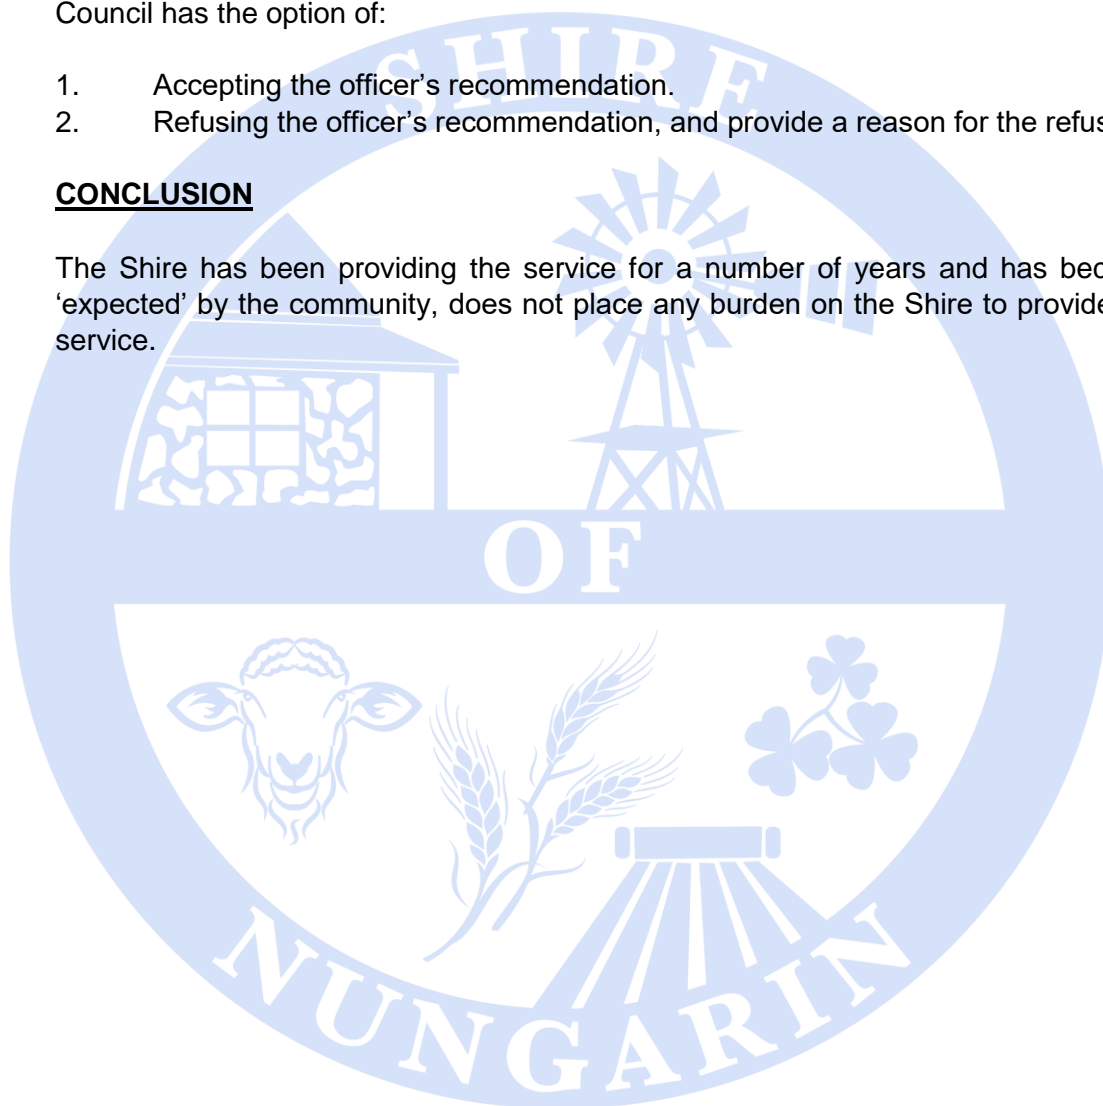 Council has the option of:
1. Accepting the officer's recommendation.
2. Refusing the officer's recommendation, and provide a reason for the
CONCLUSION
The Shire has been providing the service for a number of years and has
'expected' by the community, does not place any burden on the Shire to provide
service.
SHIRE
OF
NUNGARIN